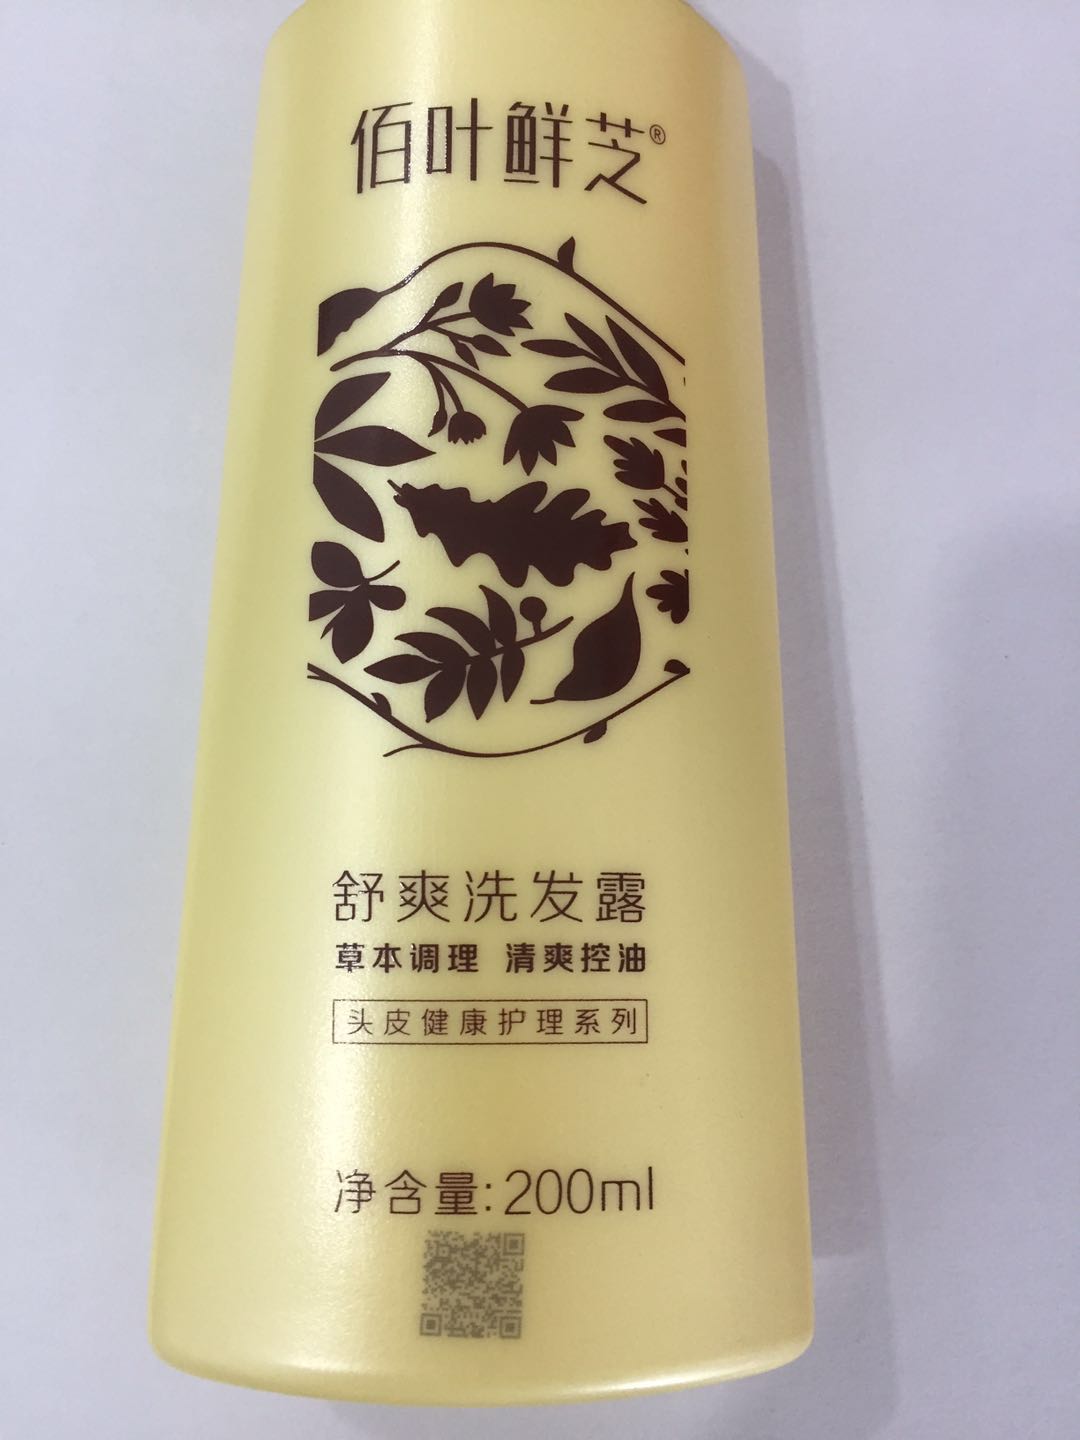 佰叶鲜芝®
舒爽洗发露
草本调理 清爽控油
头皮健康护理系列
净含量:200ml